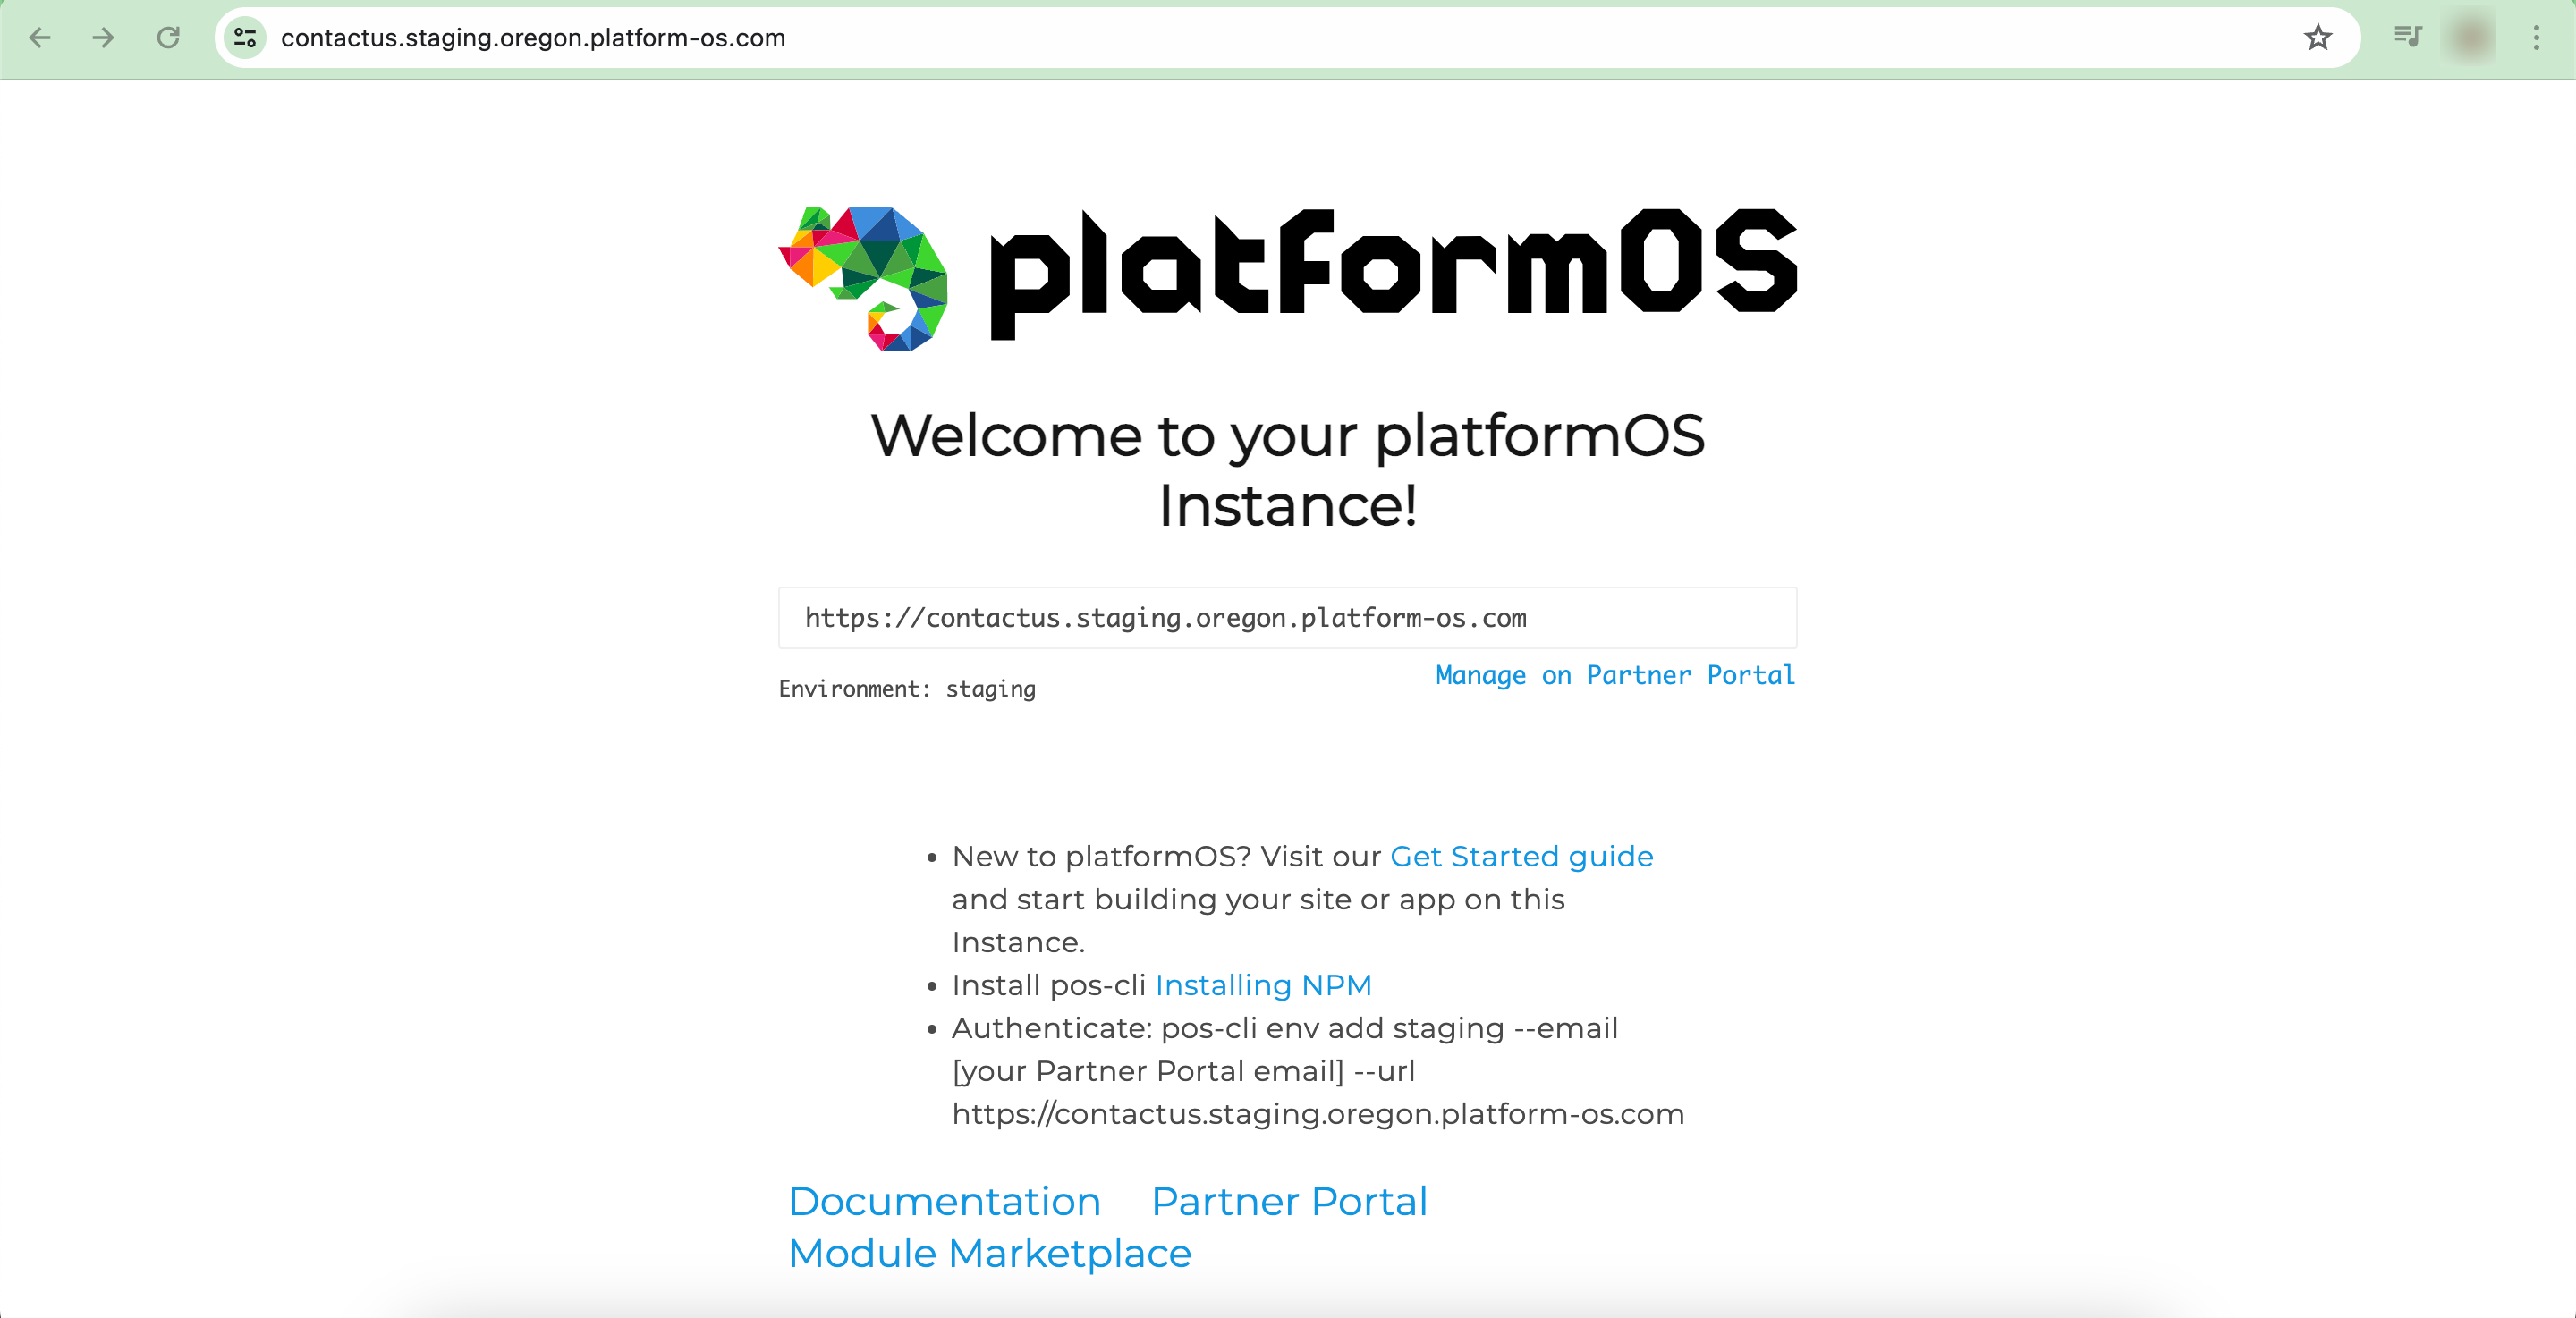 contactus.staging.oregon.platform-os.com
platformOS
Welcome to your platformOS
Instance!
https://contactus.staging.oregon.platform-os.com
Manage on Partner Portal
Environment: staging
New to platformOS? Visit our Get Started guide
and start building your site or app on this
Instance.
Install pos-cli Installing NPM
Authenticate: pos-cli env add staging --email
[your Partner Portal email] --url
https://contactus.staging.oregon.platform-os.com
Documentation Partner Portal
Module Marketplace